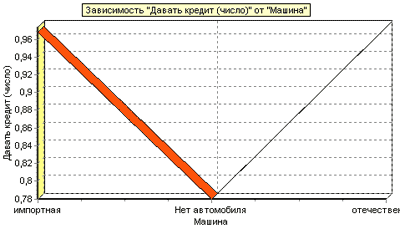 Зависимость "Давать кредит (число)" от "Машина"
Давать кредит (число)
0,96
0,94
0,92
0,9
0,88
0,86
0,84
0,82
0,8
0,78
импортная Нет автомобиля отечествен
Машина